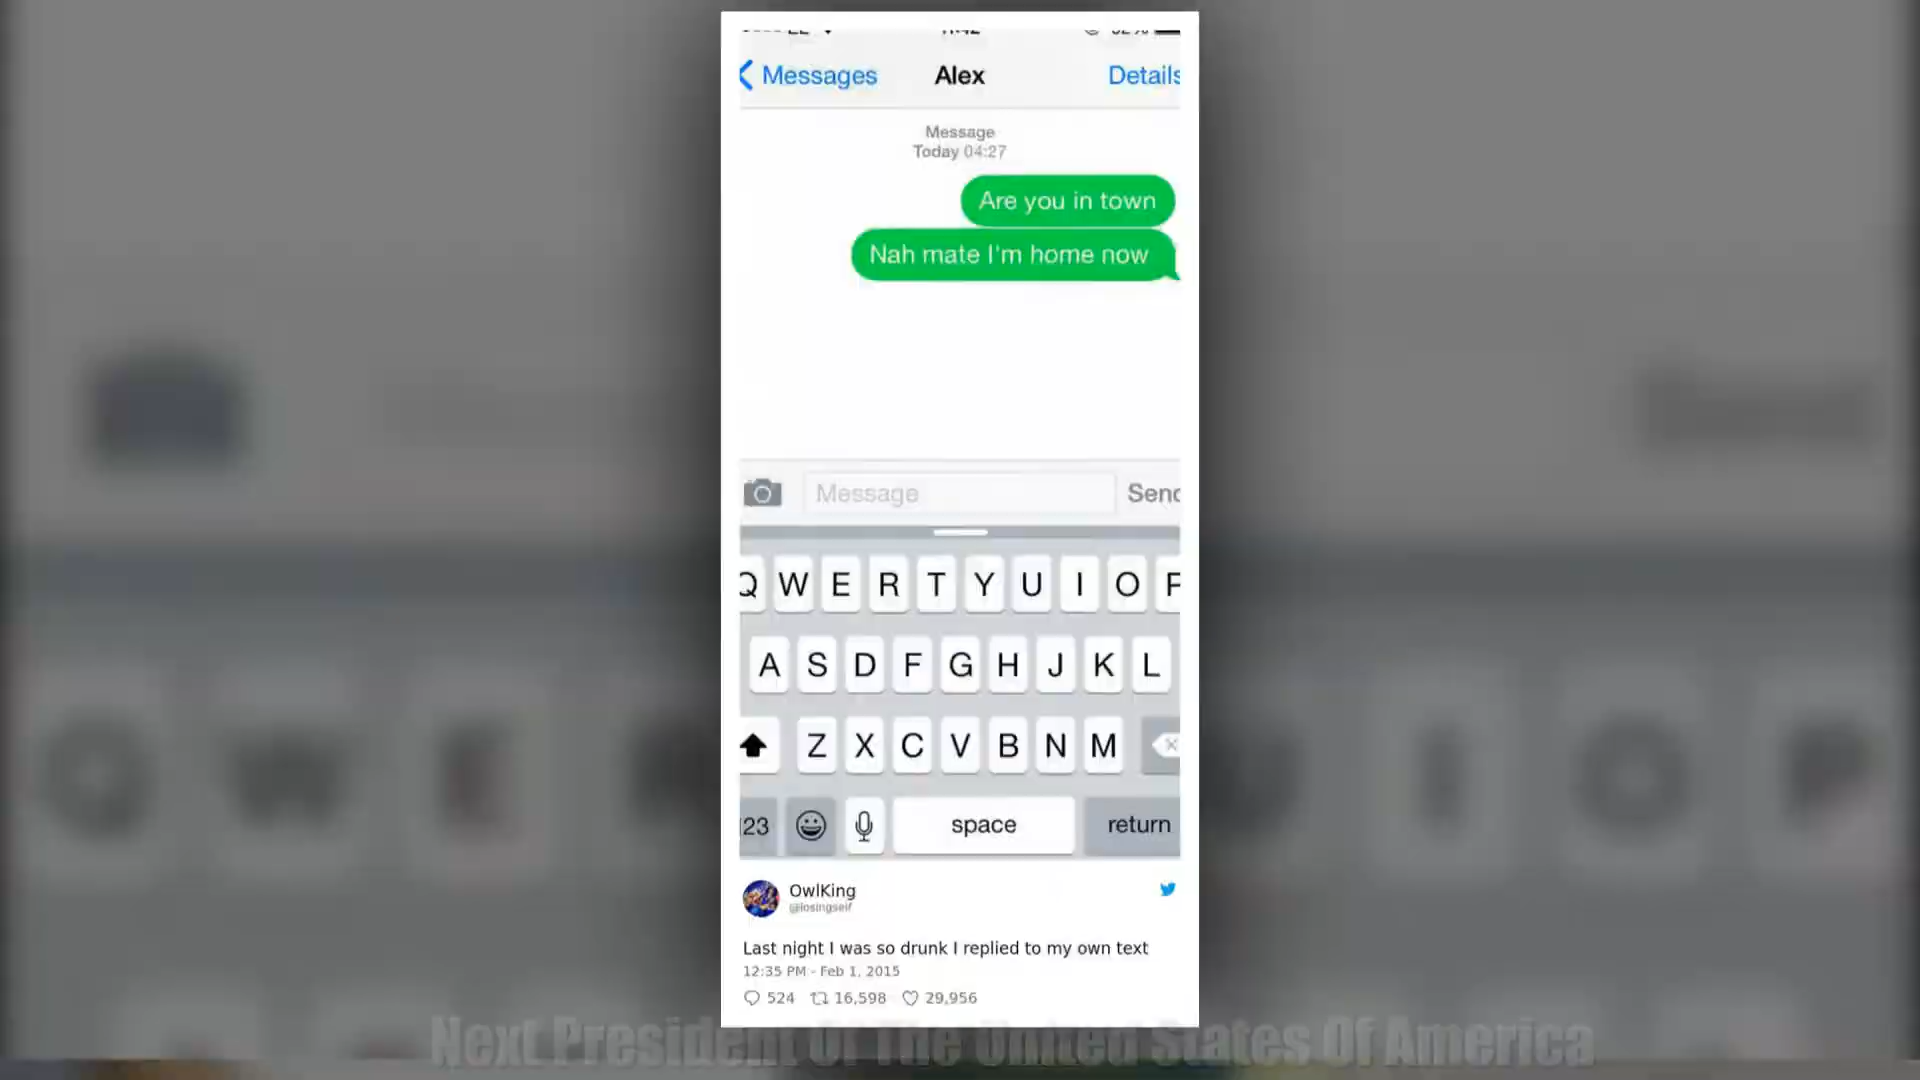 Messages Alex Details
Message
Today 04:27
Are you in town
Nah mate I'm home now
Message
Q W E R T Y U I O P
A S D F G H J K L
Z X C V B N M
123 space return
OwlKing
@losingself
Last night I was so drunk I replied to my own text
12:35 PM - Feb 1, 2015
524 16,598 29,956
Next President Of The United States Of America